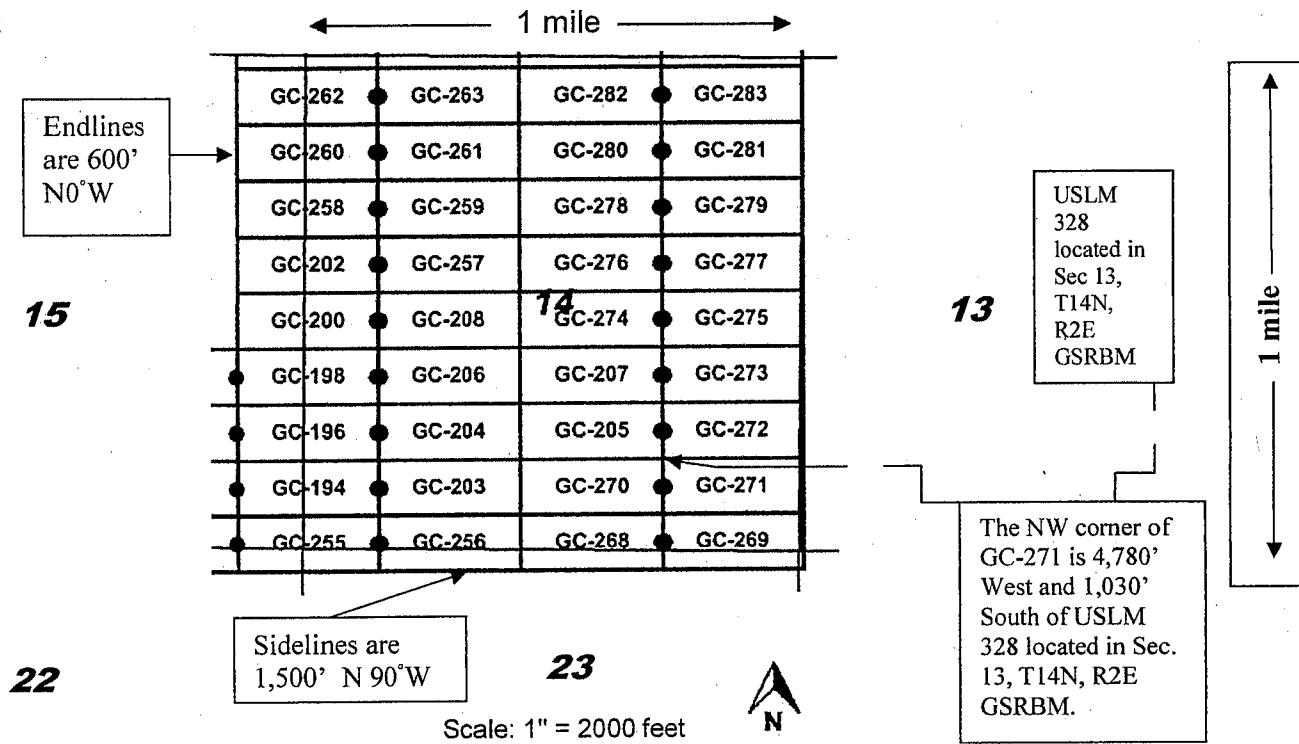 1 mile
GC-262 GC-263 GC-282 GC-283
Endlines
are 600'
N0°W
GC-260 GC-261 GC-280 GC-281
GC-258 GC-259 GC-278 GC-279
USLM
328
located in
Sec 13,
T14N,
R2E
GSRBM
GC-202 GC-257 GC-276 GC-277
15
14
13
1 mile
GC-200 GC-208 GC-274 GC-275
GC-198 GC-206 GC-207 GC-273
GC-196 GC-204 GC-205 GC-272
GC-194 GC-203 GC-270 GC-271
GC-255 GC-256 GC-268 GC-269
The NW corner of
GC-271 is 4,780'
West and 1,030'
South of USLM
328 located in Sec.
13, T14N, R2E
GSRBM.
Sidelines are
1,500' N 90°W
22
23
N
Scale: 1" = 2000 feet